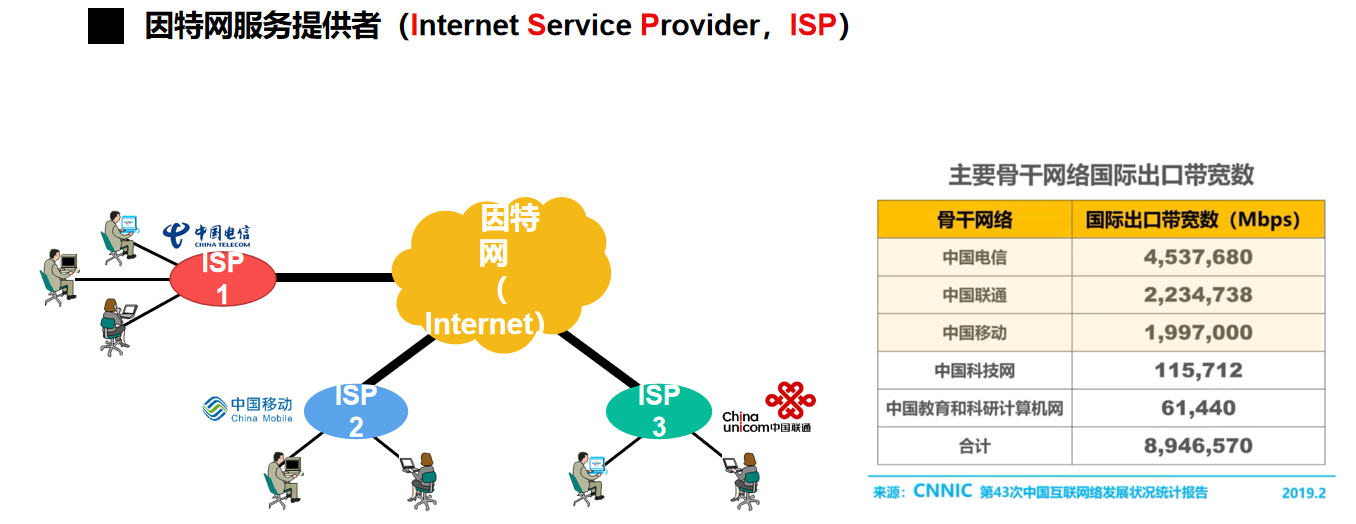 因特网服务提供者（Internet Service Provider，ISP）
中国电信
CHINA TELECOM
ISP
1
因特
网
（
Internet）
中国移动
China Mobile
ISP
2
ISP
3
China
unicom中国联通
主要骨干网络国际出口带宽数
骨干网络 国际出口带宽数（Mbps）
中国电信 4,537,680
中国联通 2,234,738
中国移动 1,997,000
中国科技网 115,712
中国教育和科研计算机网 61,440
合计 8,946,570
来源：CNNIC 第43次中国互联网络发展状况统计报告 2019.2